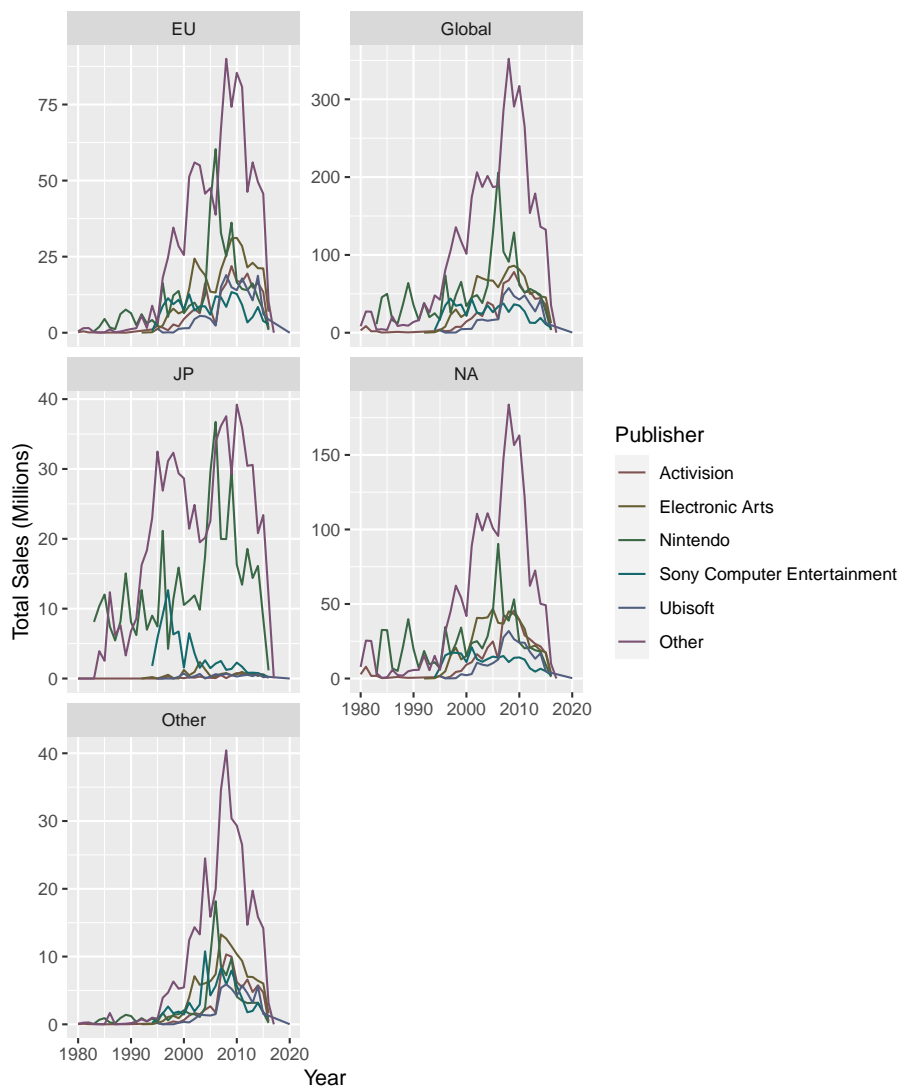 EU
Global
75
50
25
0
300
200
100
0
JP
NA
40
30
20
10
0
150
100
50
0
1980 1990 2000 2010 2020
Other
40
30
20
10
0
1980 1990 2000 2010 2020
Year
Total Sales (Millions)
Publisher
Activision
Electronic Arts
Nintendo
Sony Computer Entertainment
Ubisoft
Other